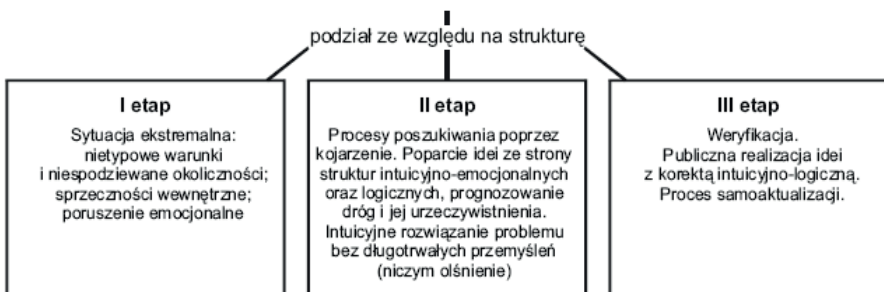 podział ze względu na strukturę
I etap
Sytuacja ekstremalna:
nietypowe warunki
i niespodziewane okoliczności;
sprzeczności wewnętrzne;
poruszenie emocjonalne
II etap
Procesy poszukiwania poprzez
kojarzenie. Poparcie idei ze strony
struktur intuicyjno-emocjonalnych
oraz logicznych, prognozowanie
dróg i jej urzeczywistnienia.
Intuicyjne rozwiązanie problemu
bez długotrwałych przemyśleń
(niczym olśnienie)
III etap
Weryfikacja.
Publiczna realizacja idei
z korektą intuicyjno-logiczną.
Proces samoaktualizacji.